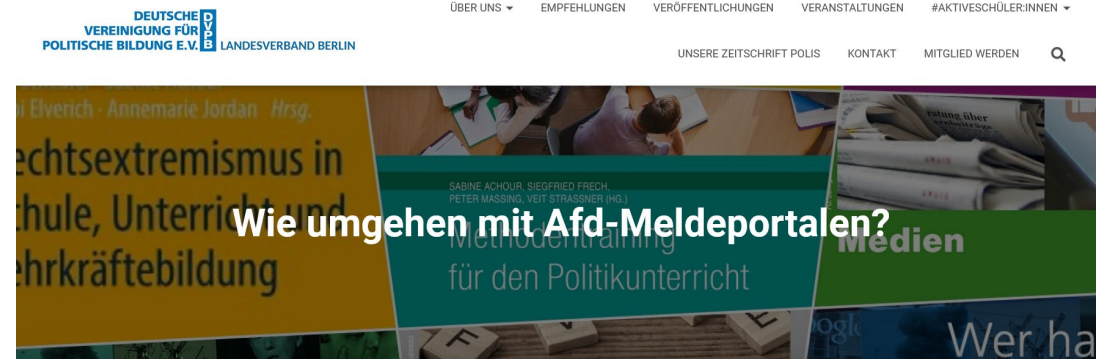 DEUTSCHE
VEREINIGUNG FÜR
POLITISCHE BILDUNG E.V.
DVPB
LANDESVERBAND BERLIN
ÜBER UNS
EMPFEHLUNGEN
VERÖFFENTLICHUNGEN
VERANSTALTUNGEN
#AKTIVESCHÜLER:INNEN
UNSERE ZEITSCHRIFT POLIS
KONTAKT
MITGLIED WERDEN
Wie umgehen mit Afd-Meldeportalen?
i Elverich · Annemarie Jordan Hrsg.
echtsextremismus in
hule, Unterricht und
ehrkräftebildung
SABINE ACHOUR, SIEGFRIED FRECH,
PETER MASSING, VEIT STRASSNER (HG.)
Methodentraining
für den Politikunterricht
Medien
F V E
Wer ha